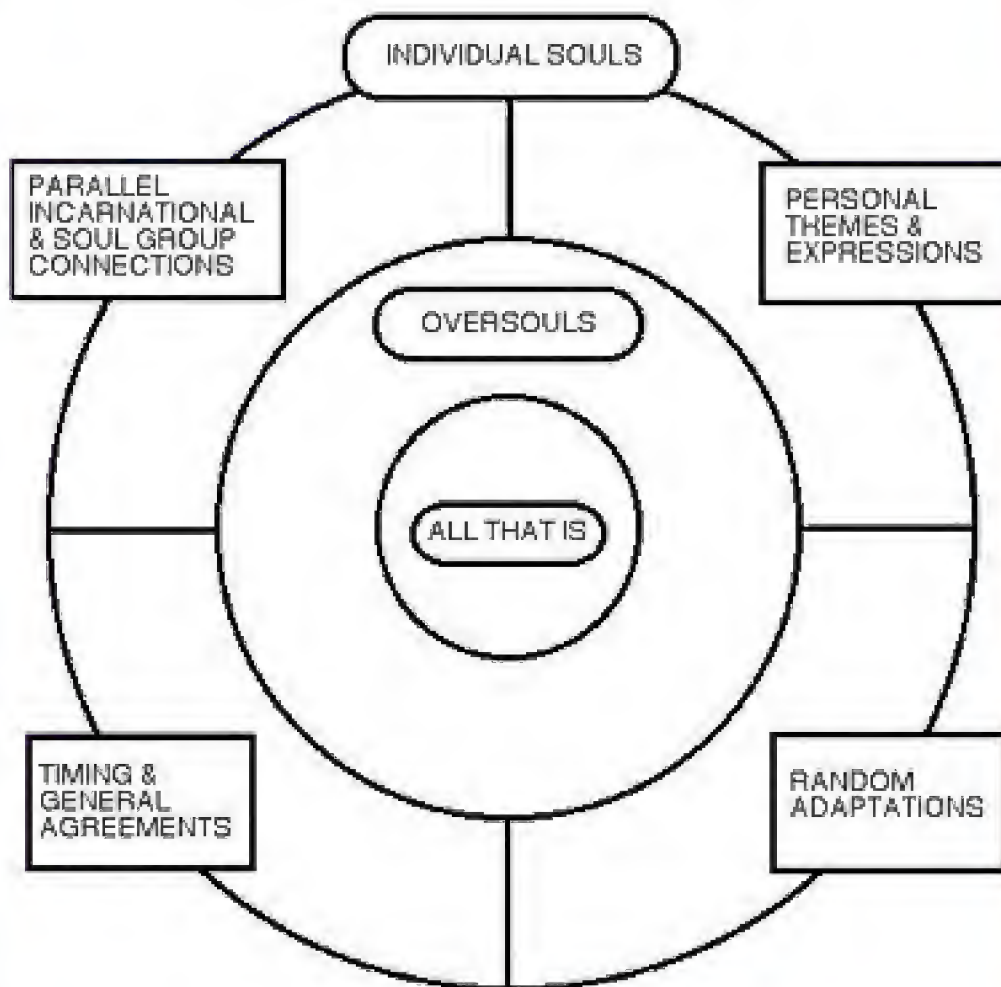 INDIVIDUAL SOULS
PARALLEL
INCARNATIONAL
& SOUL GROUP
CONNECTIONS
PERSONAL
THEMES &
EXPRESSIONS
OVERSOULS
ALL THAT IS
TIMING &
GENERAL
AGREEMENTS
RANDOM
ADAPTATIONS